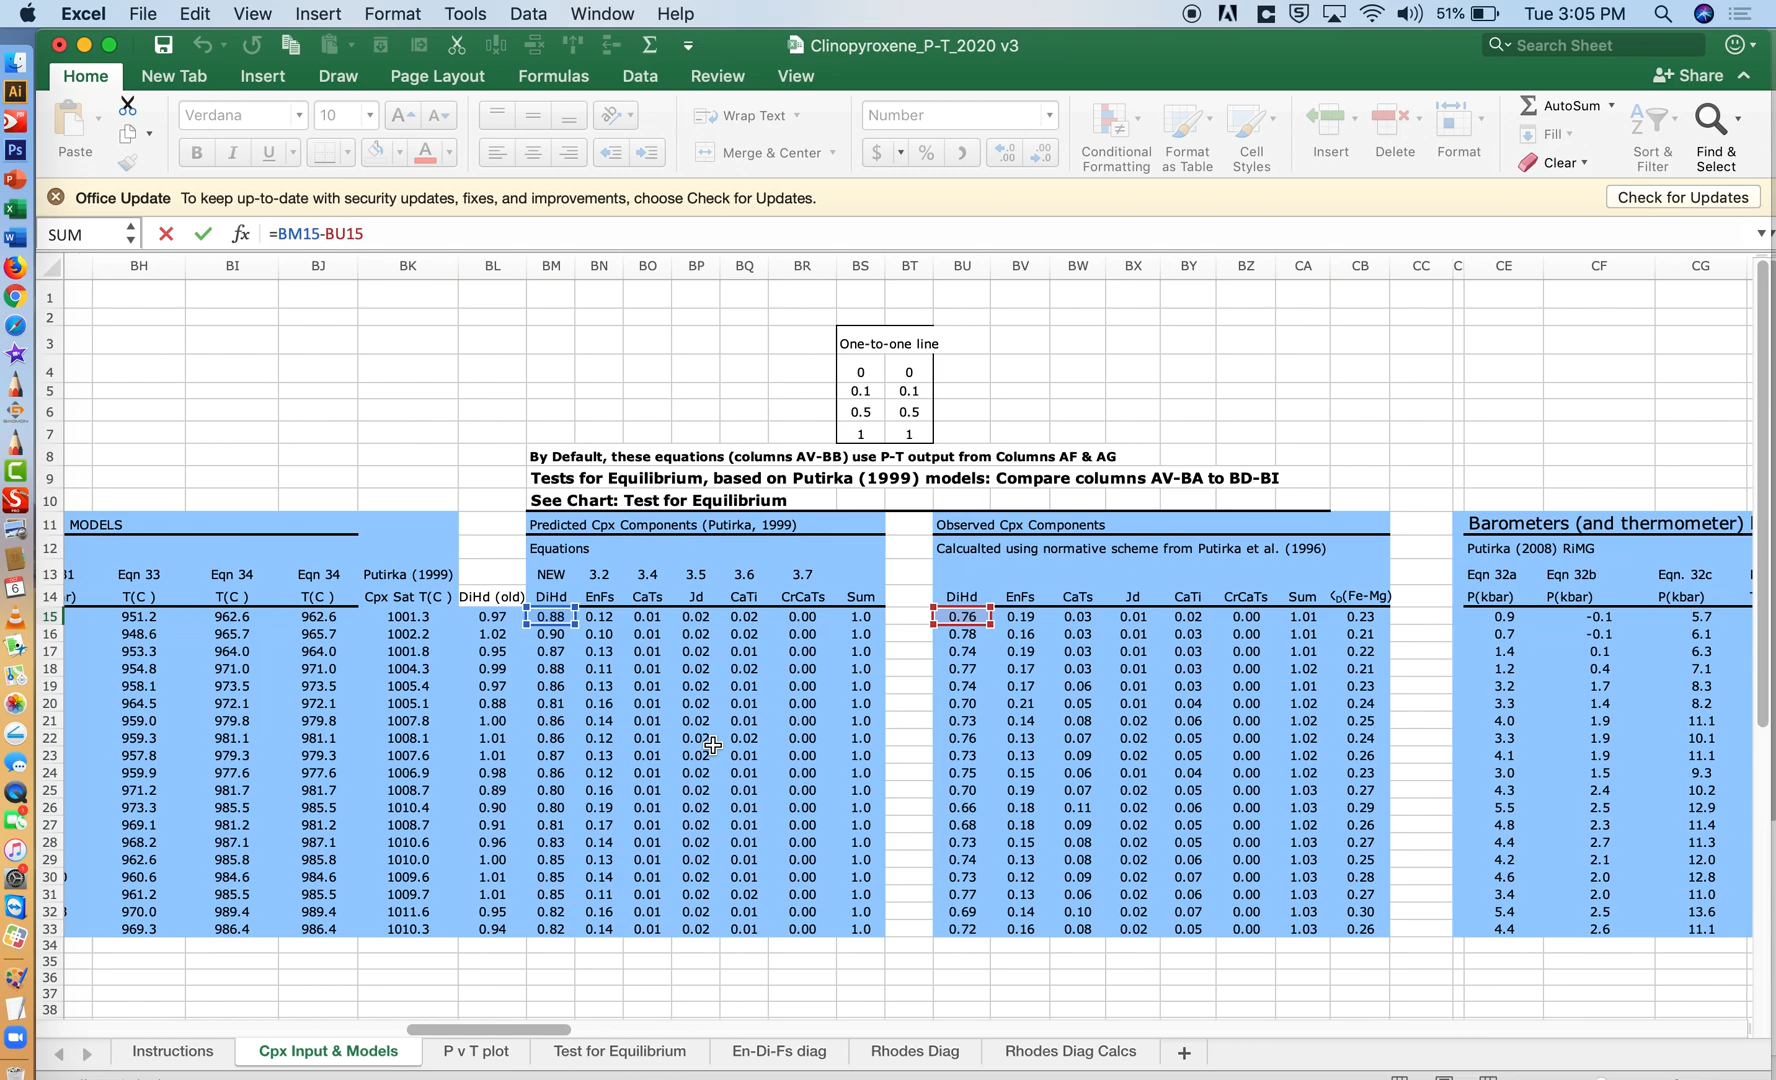 Excel File Edit View Insert Format Tools Data Window Help 51% Tue 3:05 PM
Clinopyroxene_P-T_2020 v3 Search Sheet
Home New Tab Insert Draw Page Layout Formulas Data Review View Share
Paste Verdana 10 Wrap Text Number AutoSum
B I U Merge & Center $ % Conditional Formatting Format as Table Cell Styles Insert Delete Format Fill Clear Sort & Filter Find & Select
Office Update To keep up-to-date with security updates, fixes, and improvements, choose Check for Updates. Check for Updates
SUM fx =BM15-BU15
BH BI BJ BK BL BM BN BO BP BQ BR BS BT BU BV BW BX BY BZ CA CB CC C CE CF CG
1
2
3 One-to-one line
4 0 0
5 0.1 0.1
6 0.5 0.5
7 1 1
8 By Default, these equations (columns AV-BB) use P-T output from Columns AF & AG
9 Tests for Equilibrium, based on Putirka (1999) models: Compare columns AV-BA to BD-BI
10 See Chart: Test for Equilibrium
11 MODELS Predicted Cpx Components (Putirka, 1999) Observed Cpx Components Barometers (and thermometer)
12 Equations Calcualted using normative scheme from Putirka et al. (1996) Putirka (2008) RiMG
13 31 Eqn 33 Eqn 34 Eqn 34 Putirka (1999) NEW 3.2 3.4 3.5 3.6 3.7 Eqn 32a Eqn 32b Eqn. 32c
14 r) T(C ) T(C ) T(C ) Cpx Sat T(C ) DiHd (old) DiHd EnFs CaTs Jd CaTi CrCaTs Sum DiHd EnFs CaTs Jd CaTi CrCaTs Sum KD(Fe-Mg) P(kbar) P(kbar) P(kbar)
15 951.2 962.6 962.6 1001.3 0.97 0.88 0.12 0.01 0.02 0.02 0.00 1.0 0.76 0.19 0.03 0.01 0.02 0.00 1.01 0.23 0.9 -0.1 5.7
16 948.6 965.7 965.7 1002.2 1.02 0.90 0.10 0.01 0.02 0.02 0.00 1.0 0.78 0.16 0.03 0.01 0.03 0.00 1.01 0.21 0.7 -0.1 6.1
17 953.3 964.0 964.0 1001.8 0.95 0.87 0.13 0.01 0.02 0.01 0.00 1.0 0.74 0.19 0.03 0.01 0.03 0.00 1.01 0.22 1.4 0.1 6.3
18 954.8 971.0 971.0 1004.3 0.99 0.88 0.11 0.01 0.02 0.01 0.00 1.0 0.77 0.17 0.03 0.01 0.03 0.00 1.02 0.21 1.2 0.4 7.1
19 958.1 973.5 973.5 1005.4 0.97 0.86 0.13 0.01 0.02 0.01 0.00 1.0 0.74 0.17 0.06 0.01 0.03 0.00 1.01 0.23 3.2 1.7 8.3
20 964.5 972.1 972.1 1005.1 0.88 0.81 0.16 0.01 0.02 0.01 0.00 1.0 0.70 0.21 0.05 0.01 0.04 0.00 1.02 0.24 3.3 1.4 8.2
21 959.0 979.8 979.8 1007.8 1.00 0.86 0.14 0.01 0.02 0.01 0.00 1.0 0.73 0.14 0.08 0.02 0.06 0.00 1.02 0.25 4.0 1.9 11.1
22 959.3 981.1 981.1 1008.1 1.01 0.86 0.12 0.01 0.02 0.02 0.00 1.0 0.76 0.13 0.07 0.02 0.05 0.00 1.02 0.24 3.3 1.9 10.1
23 957.8 979.3 979.3 1007.6 1.01 0.87 0.13 0.01 0.02 0.01 0.00 1.0 0.73 0.13 0.09 0.02 0.05 0.00 1.02 0.26 4.1 1.9 11.1
24 959.9 977.6 977.6 1006.9 0.98 0.86 0.12 0.01 0.02 0.01 0.00 1.0 0.75 0.15 0.06 0.01 0.04 0.00 1.02 0.23 3.0 1.5 9.3
25 971.2 981.7 981.7 1008.7 0.89 0.80 0.16 0.01 0.02 0.01 0.00 1.0 0.70 0.19 0.07 0.02 0.05 0.00 1.03 0.27 4.3 2.4 10.2
26 973.3 985.5 985.5 1010.4 0.90 0.80 0.19 0.01 0.02 0.01 0.00 1.0 0.66 0.18 0.11 0.02 0.06 0.00 1.03 0.29 5.5 2.5 12.9
27 969.1 981.2 981.2 1008.7 0.91 0.81 0.17 0.01 0.02 0.01 0.00 1.0 0.68 0.18 0.09 0.02 0.05 0.00 1.02 0.26 4.8 2.3 11.4
28 968.2 987.1 987.1 1010.6 0.96 0.83 0.14 0.01 0.02 0.01 0.00 1.0 0.73 0.15 0.08 0.02 0.05 0.00 1.03 0.27 4.4 2.7 11.3
29 962.6 985.8 985.8 1010.0 1.00 0.85 0.13 0.01 0.02 0.01 0.00 1.0 0.74 0.13 0.09 0.02 0.06 0.00 1.03 0.25 4.2 2.1 12.0
30 960.6 984.6 984.6 1009.6 1.01 0.85 0.14 0.01 0.02 0.01 0.00 1.0 0.73 0.12 0.09 0.02 0.07 0.00 1.03 0.28 4.6 2.0 12.8
31 961.2 985.5 985.5 1009.7 1.01 0.85 0.11 0.01 0.02 0.02 0.00 1.0 0.77 0.13 0.06 0.02 0.06 0.00 1.03 0.27 3.4 2.0 11.0
32 970.0 989.4 989.4 1011.6 0.95 0.82 0.16 0.01 0.02 0.01 0.00 1.0 0.69 0.14 0.10 0.02 0.07 0.00 1.03 0.30 5.4 2.5 13.6
33 969.3 986.4 986.4 1010.3 0.94 0.82 0.14 0.01 0.02 0.01 0.00 1.0 0.72 0.16 0.08 0.02 0.05 0.00 1.03 0.26 4.4 2.6 11.1
34
35
36
37
38
Instructions Cpx Input & Models P v T plot Test for Equilibrium En-Di-Fs diag Rhodes Diag Rhodes Diag Calcs +